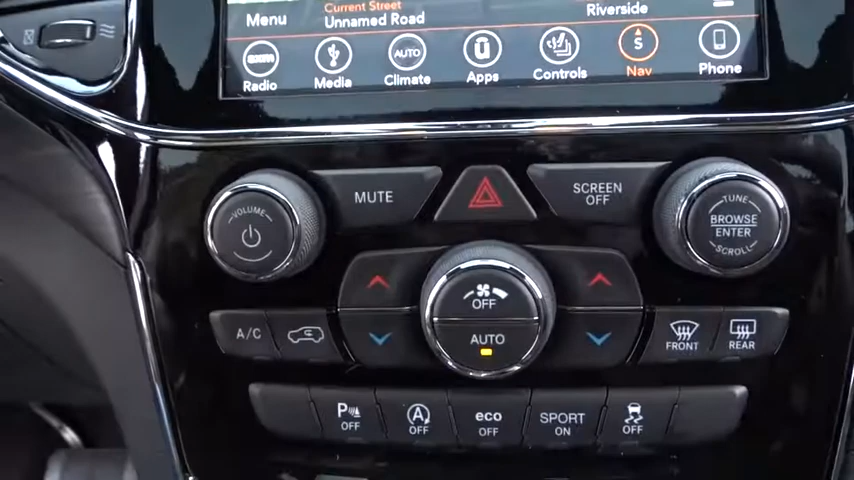 Current Street
Menu
Unnamed Road
Riverside
Radio
Media
AUTO
Climate
Apps
Controls
S
Nav
Phone
VOLUME
MUTE
SCREEN
OFF
TUNE
BROWSE
ENTER
SCROLL
OFF
AUTO
A/C
FRONT
REAR
P
OFF
A
OFF
eco
OFF
SPORT
ON
OFF